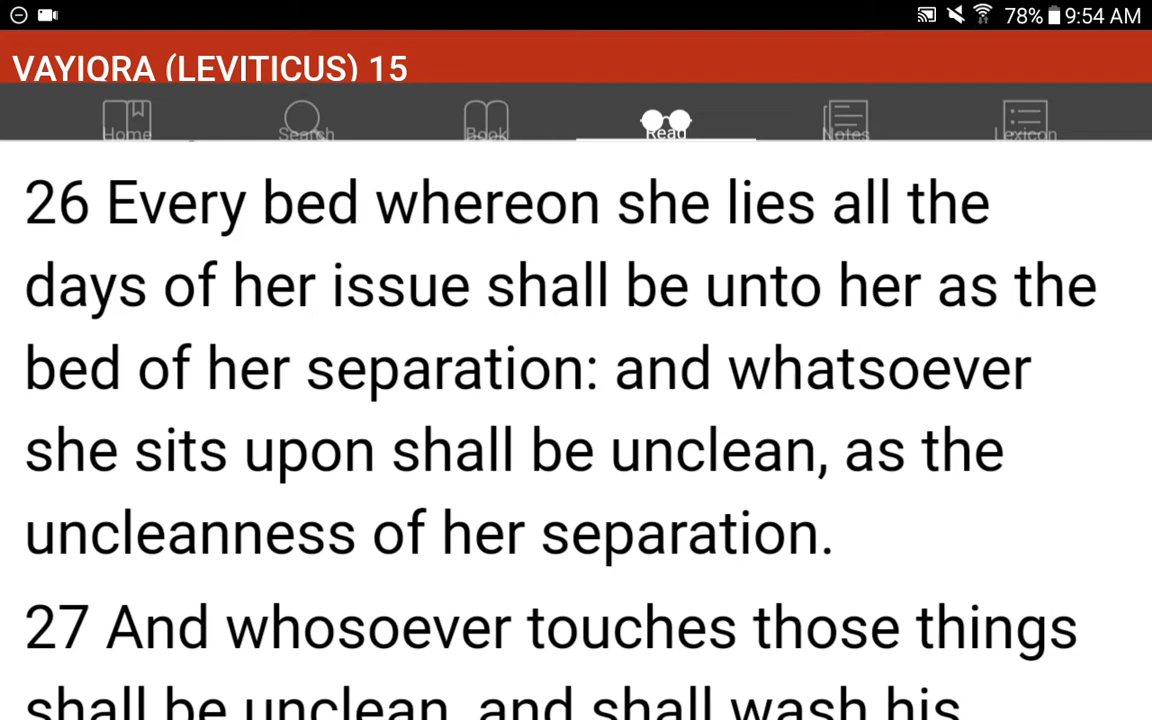 78% 9:54 AM
VAYIQRA (LEVITICUS) 15
Home Search Book Read Notes Lexicon
26 Every bed whereon she lies all the
days of her issue shall be unto her as the
bed of her separation: and whatsoever
she sits upon shall be unclean, as the
uncleanness of her separation.
27 And whosoever touches those things
shall be unclean, and shall wash his